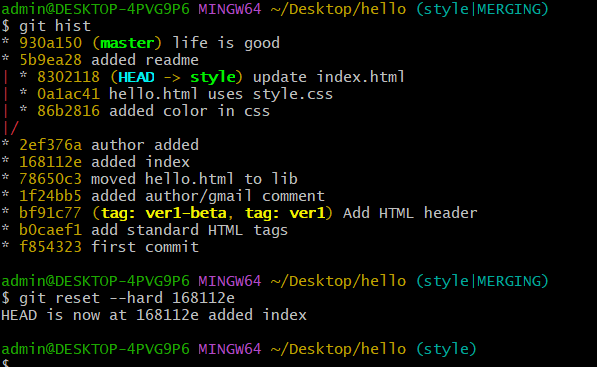 admin@DESKTOP-4PVG9P6 MINGW64 ~/Desktop/hello (style|MERGING)
$ git hist
* 930a150 (master) life is good
* 5b9ea28 added readme
| * 8302118 (HEAD -> style) update index.html
| * 0a1ac41 hello.html uses style.css
| * 86b2816 added color in css
|/
* 2ef376a author added
* 168112e added index
* 78650c3 moved hello.html to lib
* 1f24bb5 added author/gmail comment
* bf91c77 (tag: ver1-beta, tag: ver1) Add HTML header
* b0caef1 add standard HTML tags
* f854323 first commit
admin@DESKTOP-4PVG9P6 MINGW64 ~/Desktop/hello (style|MERGING)
$ git reset --hard 168112e
HEAD is now at 168112e added index
admin@DESKTOP-4PVG9P6 MINGW64 ~/Desktop/hello (style)
$